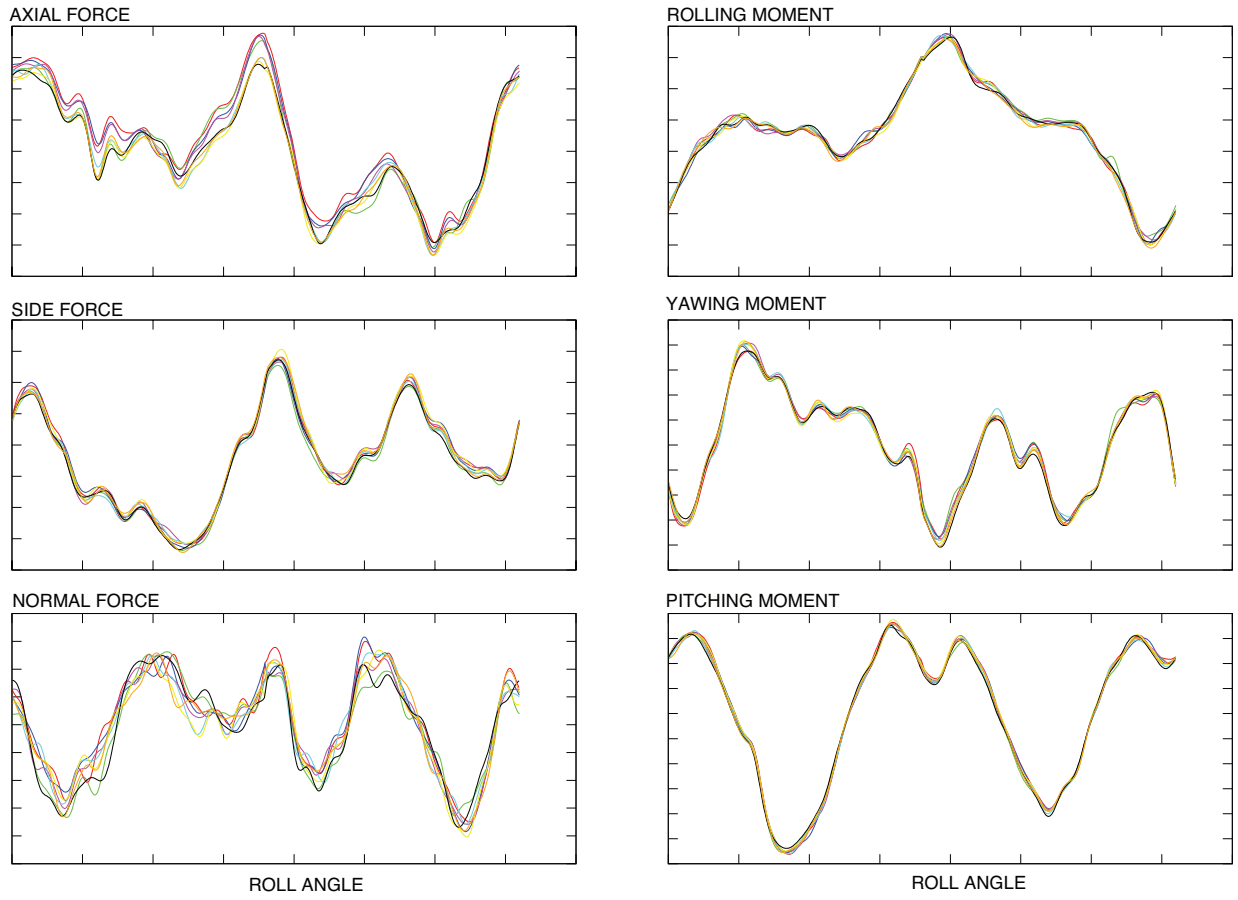 AXIAL FORCE
ROLLING MOMENT
SIDE FORCE
YAWING MOMENT
NORMAL FORCE
PITCHING MOMENT
ROLL ANGLE
ROLL ANGLE